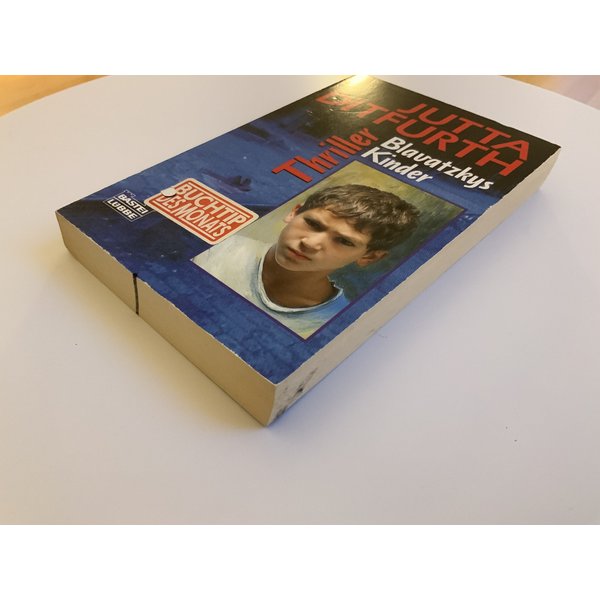 JUTTA
DITFURTH
Blavatzkys
Kinder
Thriller
BUCHTIP
DES MONATS
BASTEI
LÜBBE